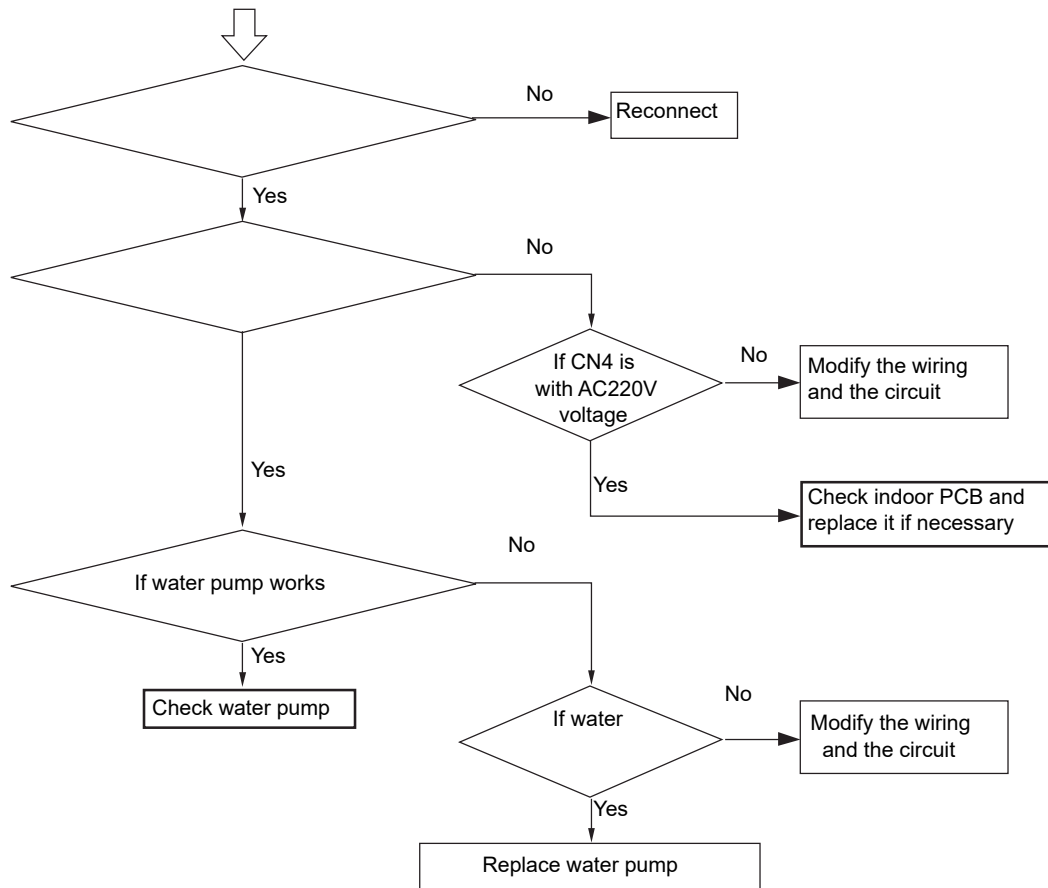 No
Reconnect
Yes
No
If CN4 is
with AC220V
voltage
No
Modify the wiring
and the circuit
Yes
Yes
Check indoor PCB and
replace it if necessary
No
If water pump works
Yes
Check water pump
If water
No
Modify the wiring
and the circuit
Yes
Replace water pump